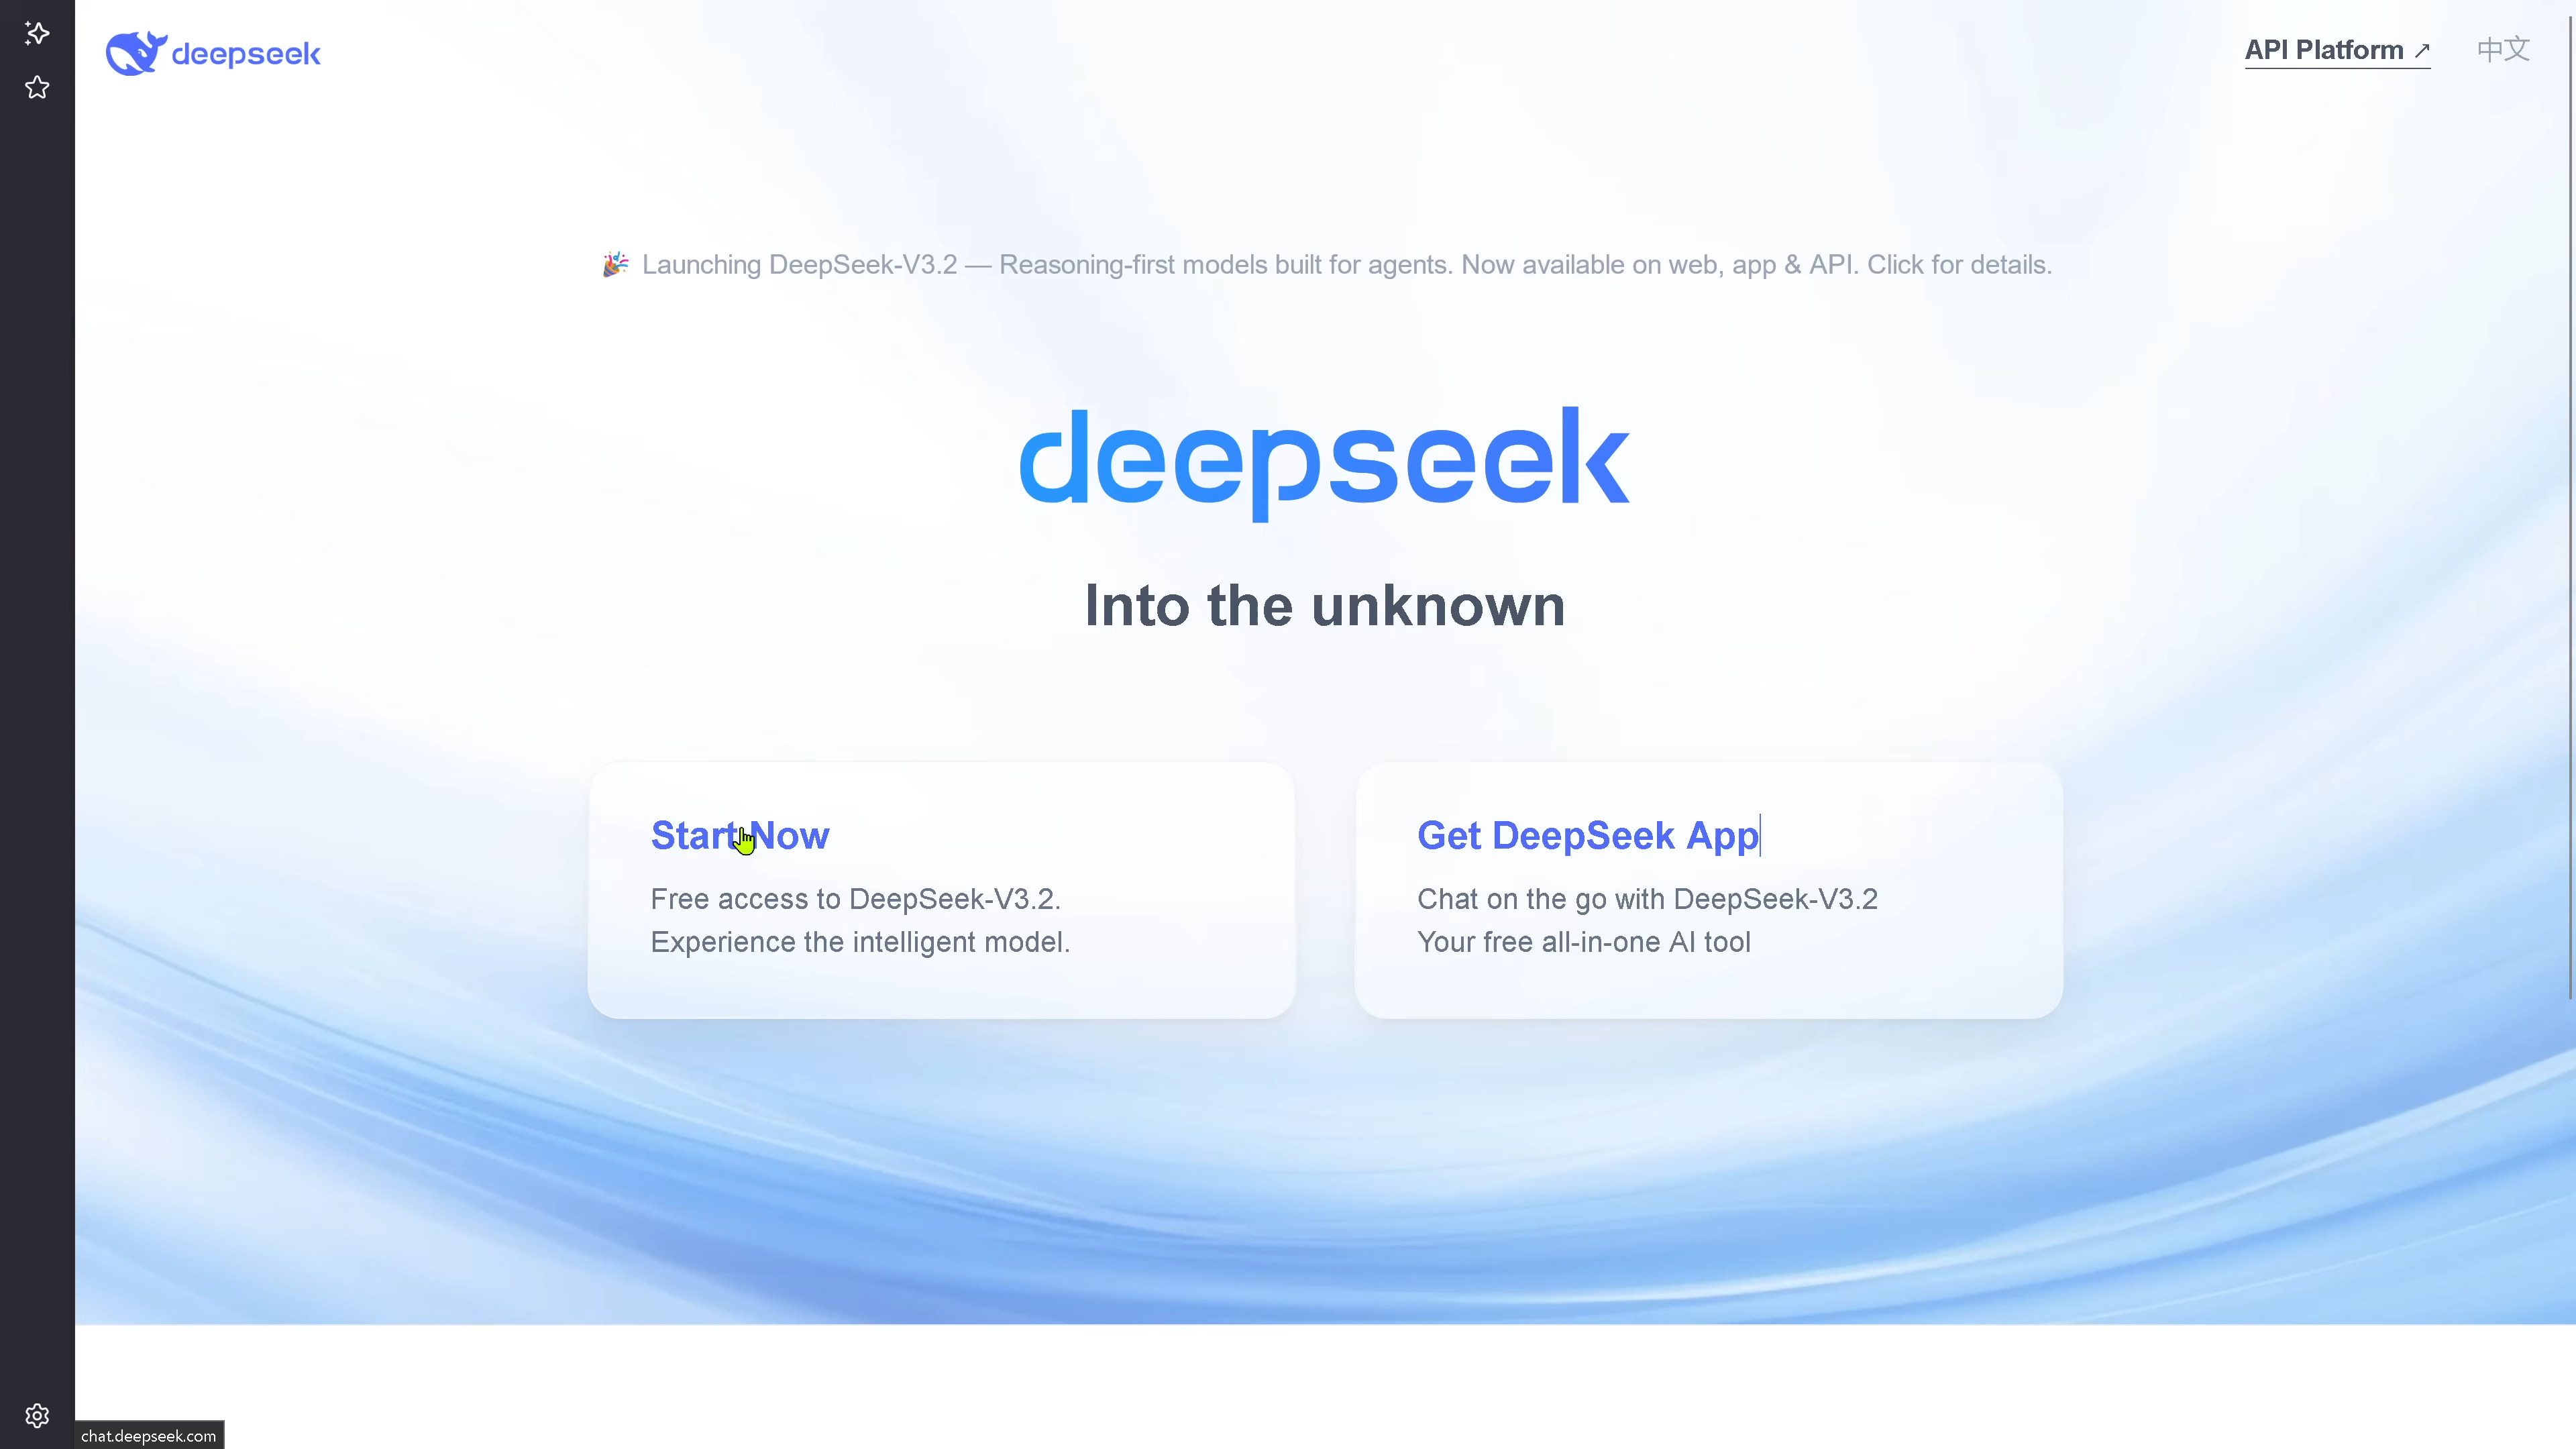 deepseek
API Platform ↗
中文
🎉 Launching DeepSeek-V3.2 — Reasoning-first models built for agents. Now available on web, app & API. Click for details.
deepseek
Into the unknown
Start Now
Free access to DeepSeek-V3.2.
Experience the intelligent model.
Get DeepSeek App
Chat on the go with DeepSeek-V3.2
Your free all-in-one AI tool
chat.deepseek.com